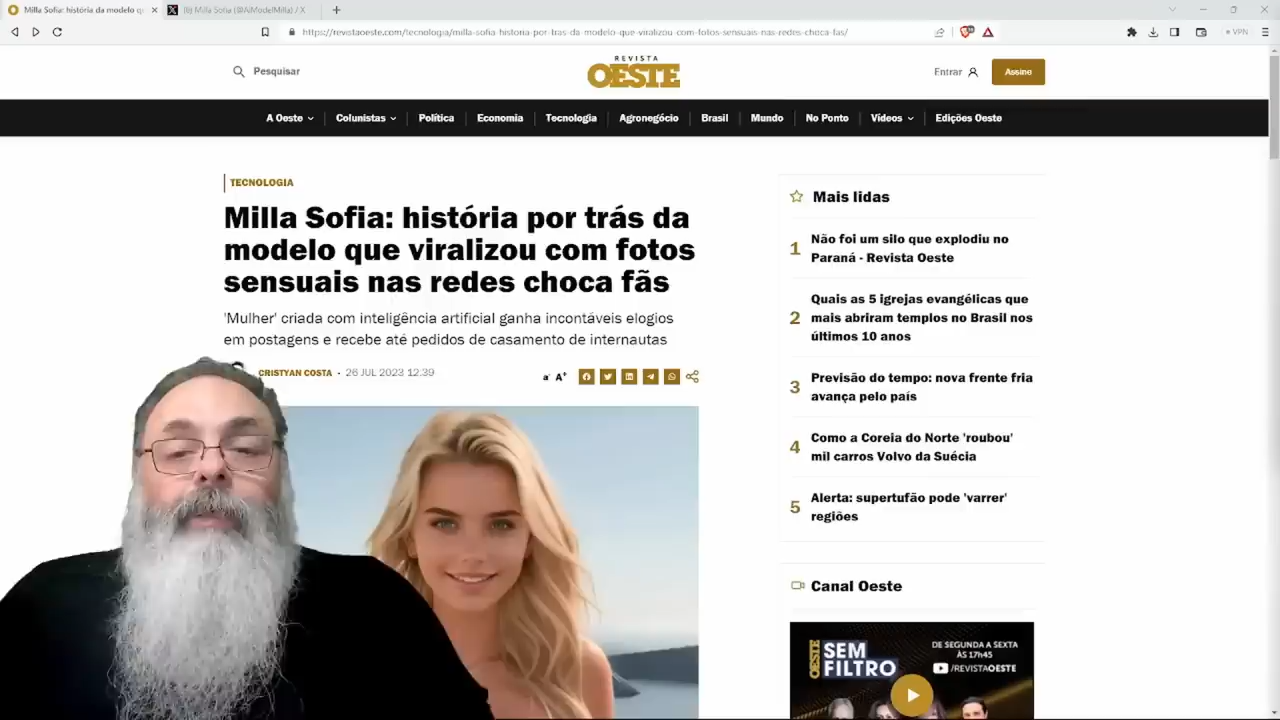 Milla Sofia: história da modelo q
(8) Milla Sofia (@AiModelMilla) / X
https://revistaoeste.com/tecnologia/milla-sofia-historia-por-tras-da-modelo-que-viralizou-com-fotos-sensuais-nas-redes-choca-fas/
VPN
Pesquisar
REVISTA
OESTE
Entrar
Assine
A Oeste
Colunistas
Política
Economia
Tecnologia
Agronegócio
Brasil
Mundo
No Ponto
Vídeos
Edições Oeste
TECNOLOGIA
Milla Sofia: história por trás da
modelo que viralizou com fotos
sensuais nas redes choca fãs
'Mulher' criada com inteligência artificial ganha incontáveis elogios
em postagens e recebe até pedidos de casamento de internautas
CRISTYAN COSTA - 26 JUL 2023 12:39
a- A+
Mais lidas
1 Não foi um silo que explodiu no
Paraná - Revista Oeste
2 Quais as 5 igrejas evangélicas que
mais abriram templos no Brasil nos
últimos 10 anos
3 Previsão do tempo: nova frente fria
avança pelo país
4 Como a Coreia do Norte 'roubou'
mil carros Volvo da Suécia
5 Alerta: supertufão pode 'varrer'
regiões
Canal Oeste
OESTE
SEM
FILTRO
DE SEGUNDA A SEXTA
ÀS 17h45
/REVISTAOESTE